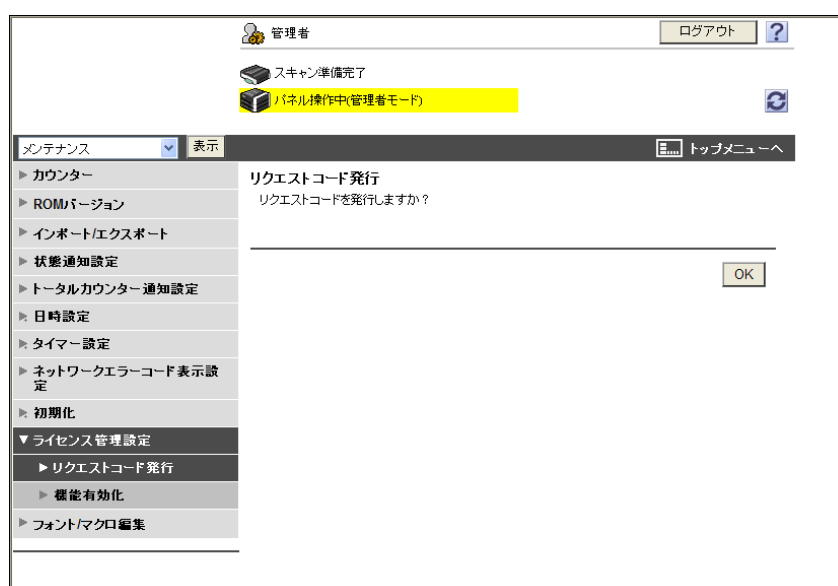 管理者
ログアウト
?
スキャン準備完了
パネル操作中(管理者モード)
メンテナンス
表示
トップメニューへ
カウンター
ROMバージョン
インポート/エクスポート
状態通知設定
トータルカウンター通知設定
日時設定
タイマー設定
ネットワークエラーコード表示設
定
初期化
ライセンス管理設定
リクエストコード発行
機能有効化
フォント/マクロ編集
リクエストコード発行
リクエストコードを発行しますか?
OK